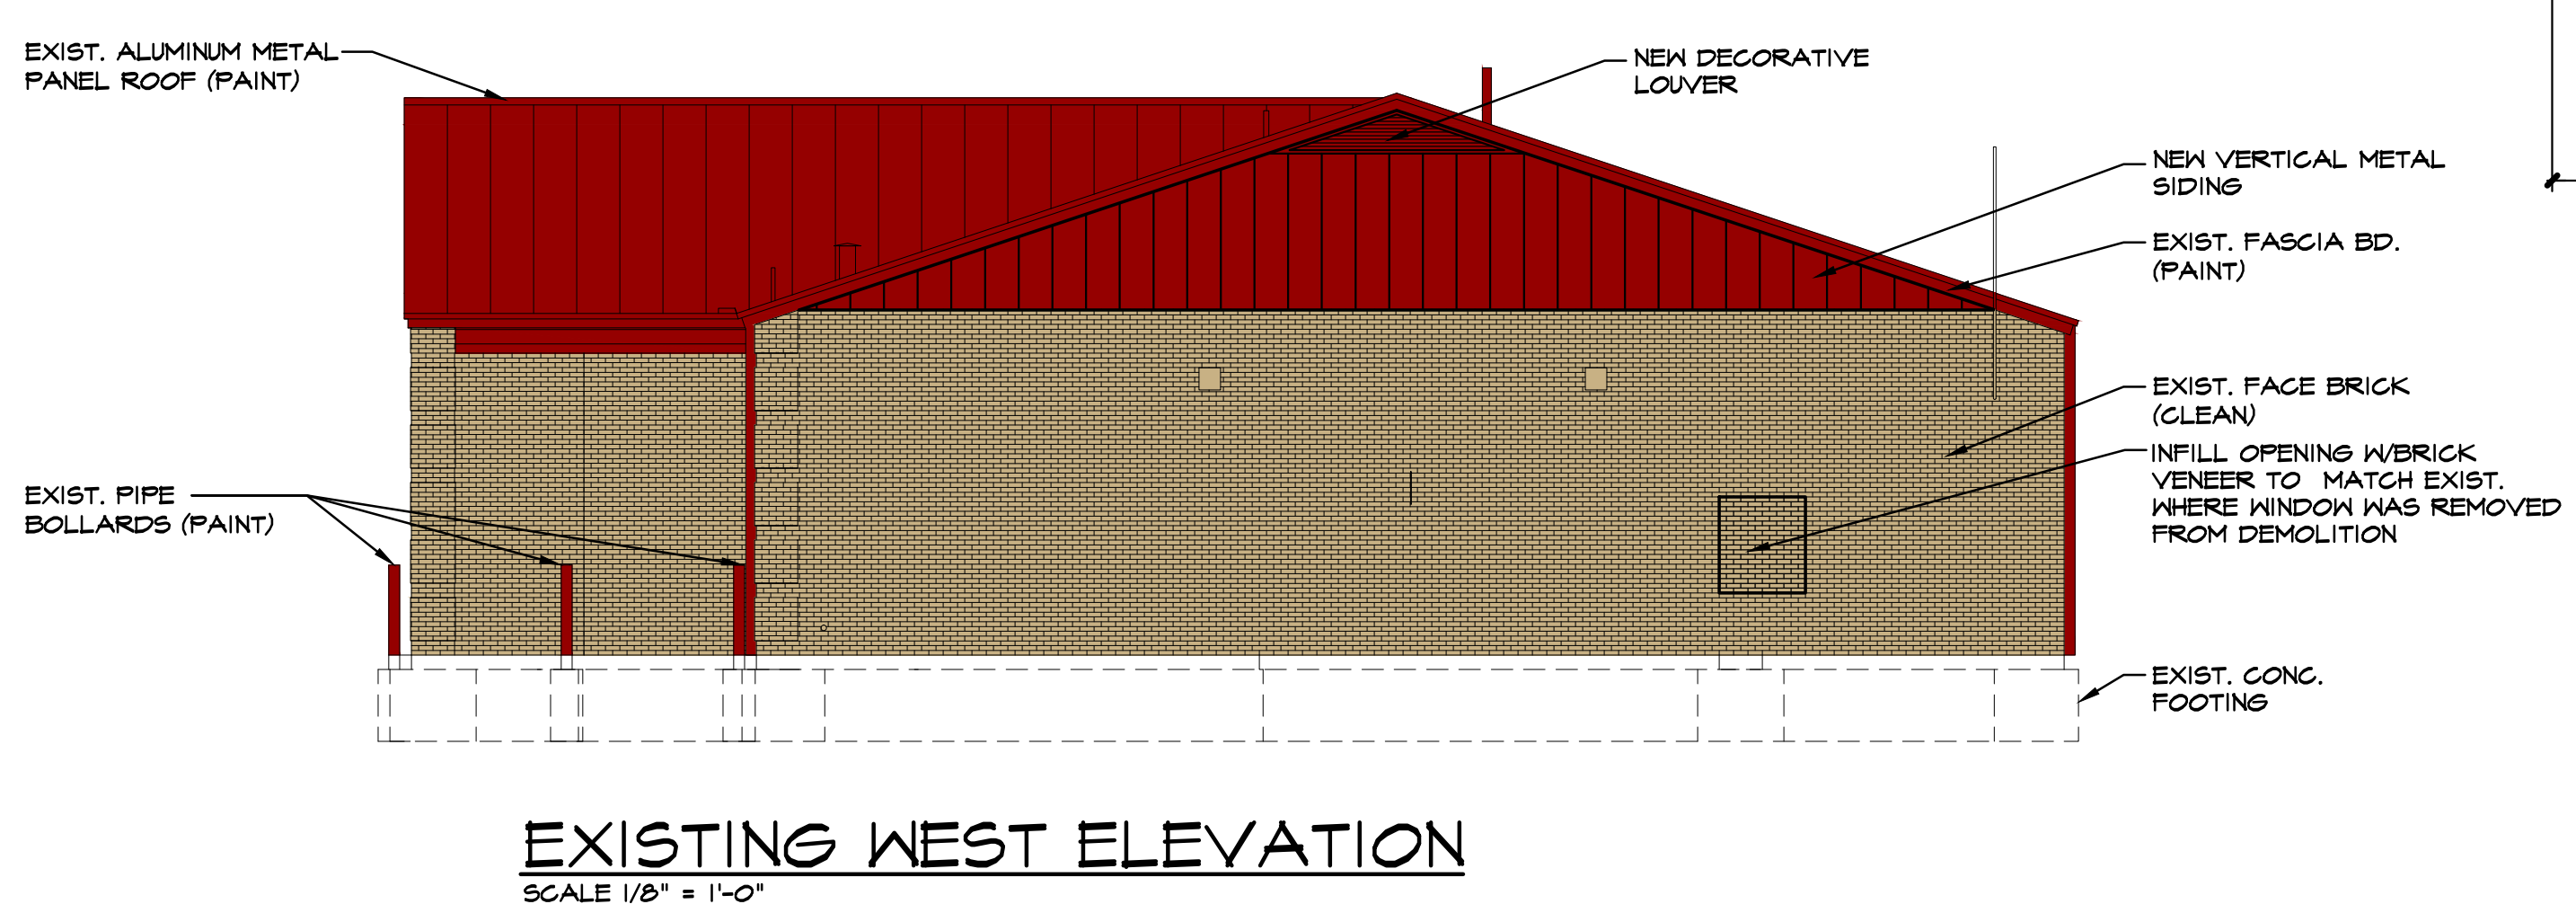 EXIST. ALUMINUM METAL
PANEL ROOF (PAINT)
NEW DECORATIVE
LOUVER
NEW VERTICAL METAL
SIDING
EXIST. FASCIA BD.
(PAINT)
EXIST. FACE BRICK
(CLEAN)
INFILL OPENING W/BRICK
VENEER TO MATCH EXIST.
WHERE WINDOW WAS REMOVED
FROM DEMOLITION
EXIST. PIPE
BOLLARDS (PAINT)
EXIST. CONC.
FOOTING
EXISTING WEST ELEVATION
SCALE 1/8" = 1'-0"